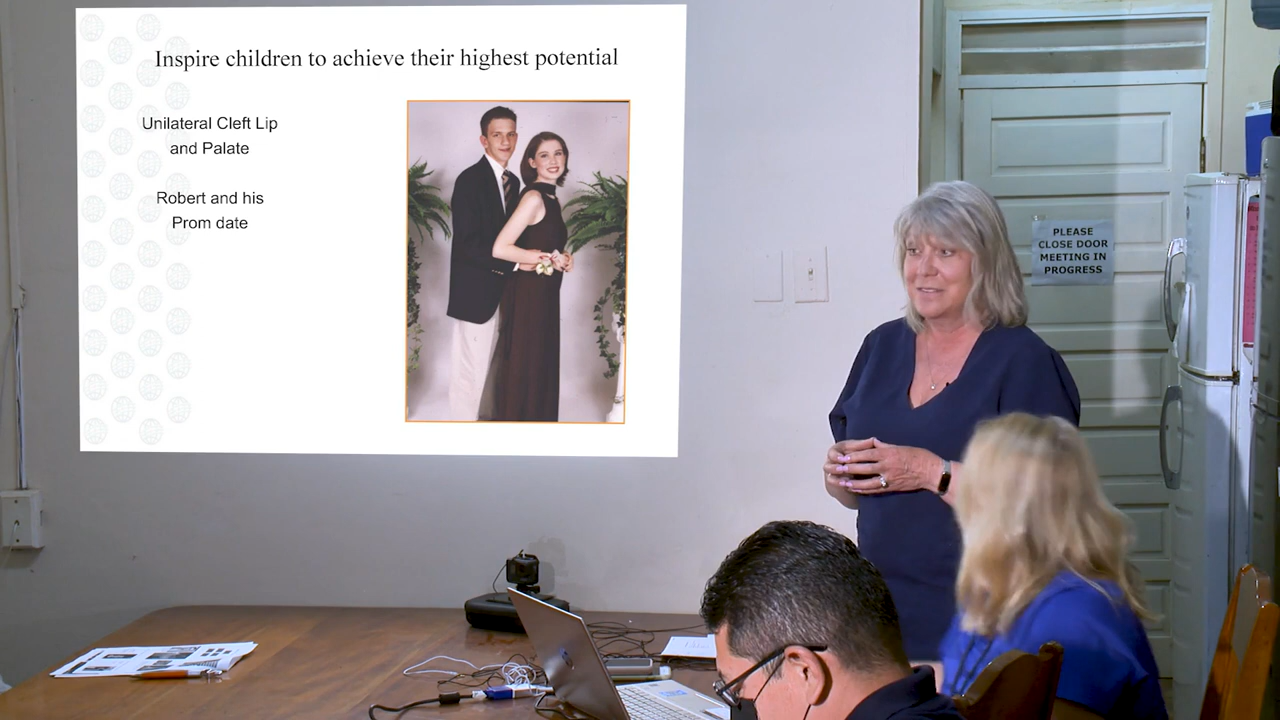 Inspire children to achieve their highest potential
Unilateral Cleft Lip
and Palate
Robert and his
Prom date
PLEASE
CLOSE DOOR
MEETING IN
PROGRESS